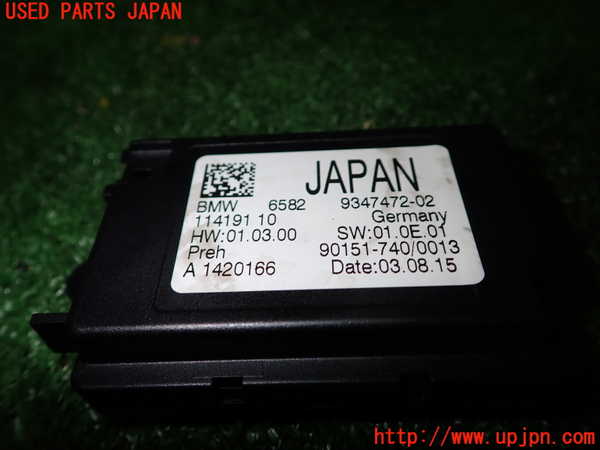 USED PARTS JAPAN
JAPAN
BMW 6582 9347472-02
114191 10 Germany
HW:01.03.00 SW:01.0E.01
Preh 90151-740/0013
A 1420166 Date:03.08.15
http://www.upjpn.com/